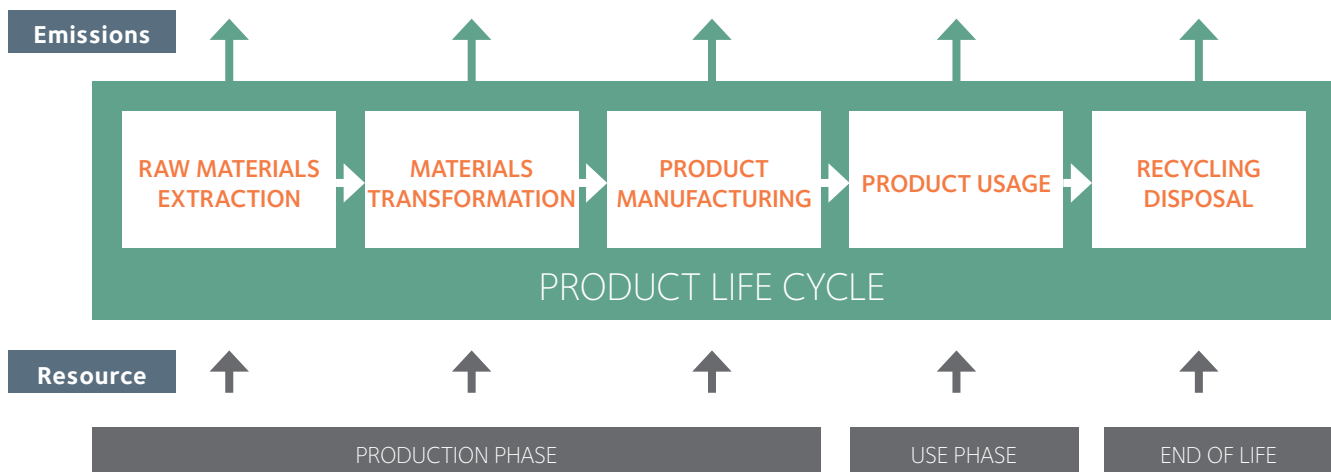 Emissions
RAW MATERIALS
EXTRACTION
MATERIALS
TRANSFORMATION
PRODUCT
MANUFACTURING
PRODUCT USAGE
RECYCLING
DISPOSAL
PRODUCT LIFE CYCLE
Resource
PRODUCTION PHASE
USE PHASE
END OF LIFE